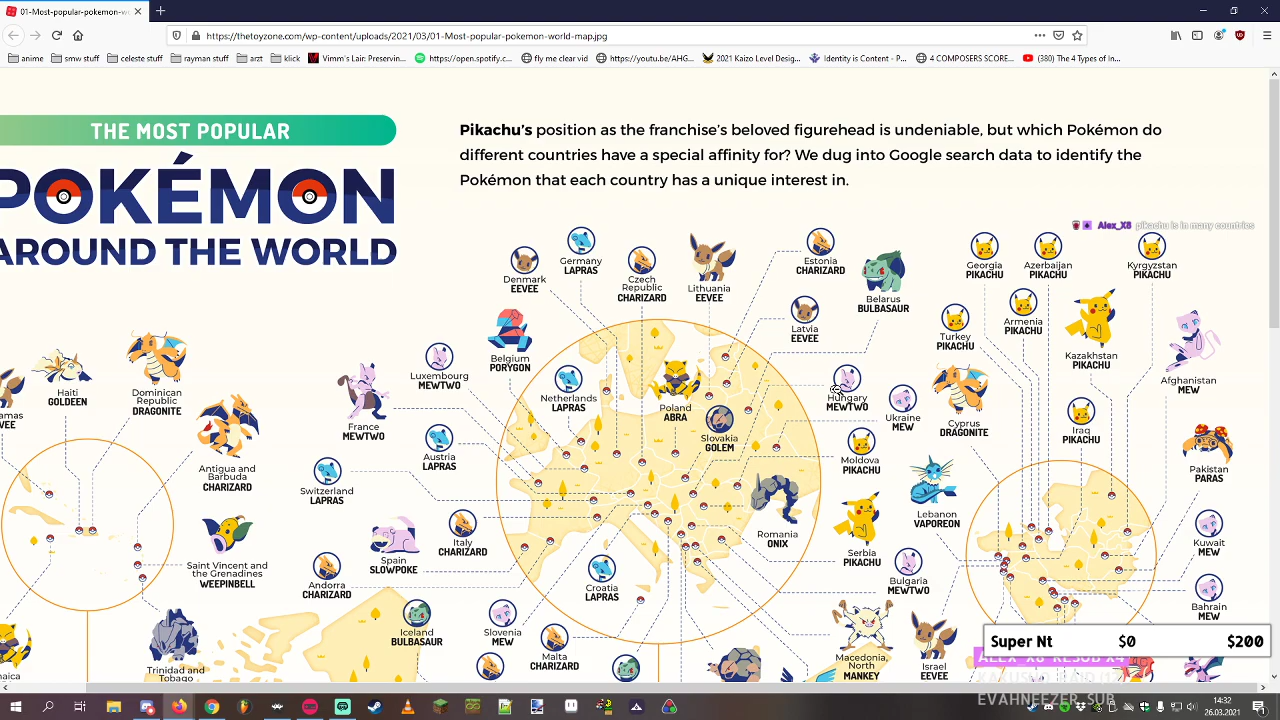 01-Most-popular-pokemon-wo
https://thetoyzone.com/wp-content/uploads/2021/03/01-Most-popular-pokemon-world-map.jpg
anime
smw stuff
celeste stuff
rayman stuff
arzt
klick
Vimm's Lair: Preservin...
https://open.spotify.c...
fly me clear vid
https://youtu.be/AHG...
2021 Kaizo Level Desig...
Identity is Content - P...
4 COMPOSERS SCORE...
(380) The 4 Types of In...
THE MOST POPULAR
POKÉMON
AROUND THE WORLD
Pikachu's position as the franchise's beloved figurehead is undeniable, but which Pokémon do
different countries have a special affinity for? We dug into Google search data to identify the
Pokémon that each country has a unique interest in.
Alex_X8 pikachu is in many countries
Denmark
EEVEE
Germany
LAPRAS
Czech
Republic
CHARIZARD
Lithuania
EEVEE
Estonia
CHARIZARD
Latvia
EEVEE
Belarus
BULBASAUR
Georgia
PIKACHU
Azerbaijan
PIKACHU
Kyrgyzstan
PIKACHU
Turkey
PIKACHU
Armenia
PIKACHU
Kazakhstan
PIKACHU
Afghanistan
MEW
Haiti
GOLDEEN
Dominican
Republic
DRAGONITE
Belgium
PORYGON
Luxembourg
MEWTWO
France
MEWTWO
Netherlands
LAPRAS
Poland
ABRA
Slovakia
GOLEM
Hungary
MEWTWO
Ukraine
MEW
Cyprus
DRAGONITE
Iraq
PIKACHU
Moldova
PIKACHU
Pakistan
PARAS
Antigua and
Barbuda
CHARIZARD
Austria
LAPRAS
Switzerland
LAPRAS
Lebanon
VAPOREON
Romania
ONIX
Kuwait
MEW
Italy
CHARIZARD
Spain
SLOWPOKE
Serbia
PIKACHU
Saint Vincent and
the Grenadines
WEEPINBELL
Andorra
CHARIZARD
Croatia
LAPRAS
Bulgaria
MEWTWO
Bahrain
MEW
Iceland
BULBASAUR
Slovenia
MEW
Malta
CHARIZARD
Macedonia,
North
MANKEY
Israel
EEVEE
Trinidad and
Tobago
Super Nt $0 $200
ALEX_X8 RESUB X4
EVAHNEEZER_SUB
14:32
26.03.2021